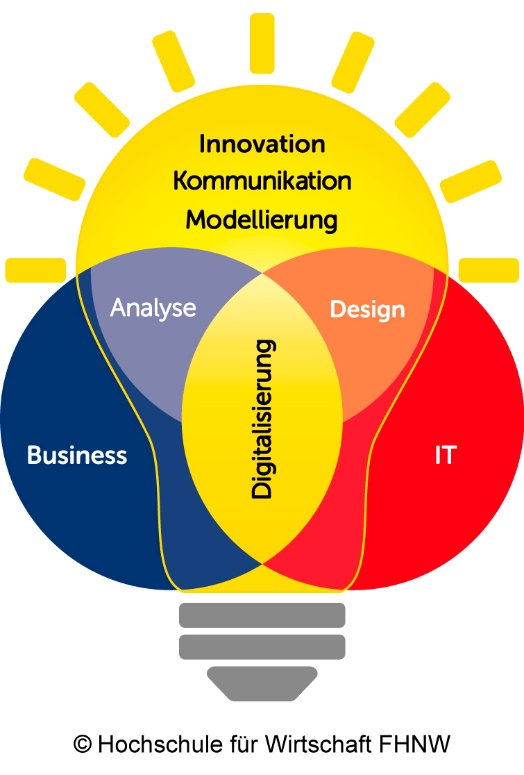 Innovation
Kommunikation
Modellierung
Analyse
Design
Digitalisierung
Business
IT
© Hochschule für Wirtschaft FHNW